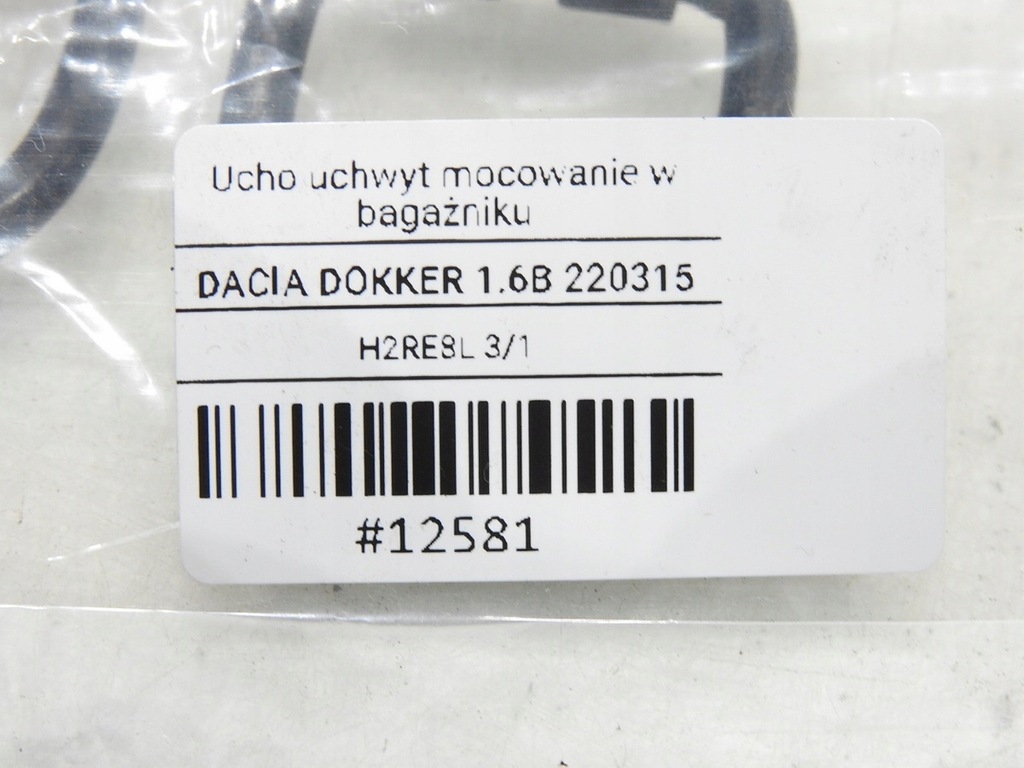 Ucho uchwyt mocowanie w
bagażniku
DACIA DOKKER 1.6B 220315
H2RE8L 3/1
#12581